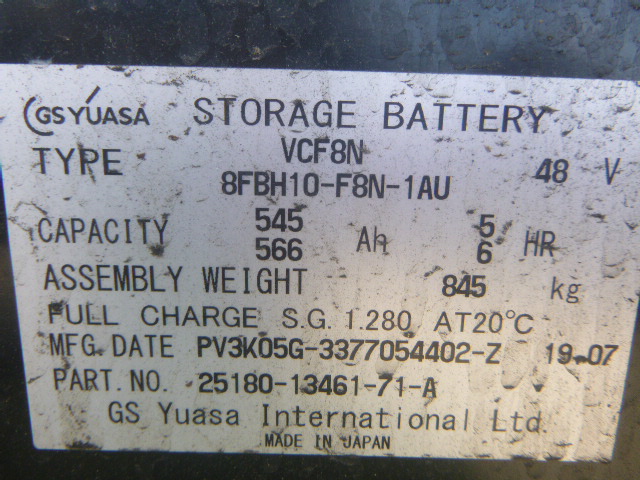 GS YUASA STORAGE BATTERY
TYPE VCF8N 48 V
8FBH10-F8N-1AU
CAPACITY 545 Ah 5 HR
566 6
ASSEMBLY WEIGHT 845 kg
FULL CHARGE S.G. 1.280 AT20°C
MFG.DATE PV3K05G-3377054402-Z 19.07
PART.NO. 25180-13461-71-A
GS Yuasa International Ltd.
MADE IN JAPAN